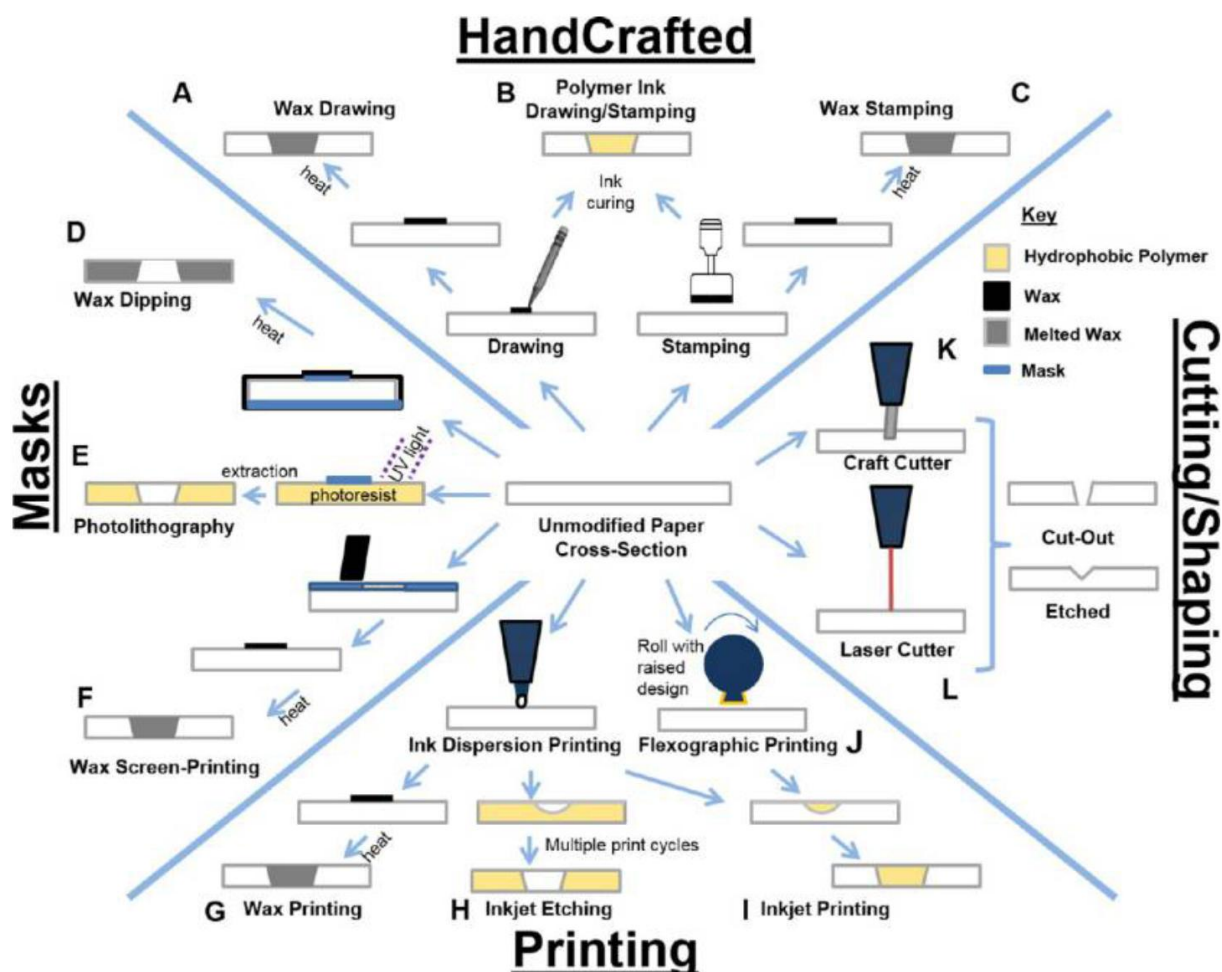 HandCrafted
A
Wax Drawing
heat
B
Polymer Ink
Drawing/Stamping
Ink
curing
C
Wax Stamping
heat
Drawing
Stamping
Key
Hydrophobic Polymer
Wax
Melted Wax
Mask
Masks
D
Wax Dipping
heat
E
extraction
UV light
photoresist
Photolithography
F
heat
Wax Screen-Printing
Unmodified Paper
Cross-Section
K
Craft Cutter
Laser Cutter
L
Cut-Out
Etched
Cuttting/Shaping
Ink Dispersion Printing
Roll with
raised
design
Flexographic Printing
J
heat
G
Wax Printing
Multiple print cycles
H
Inkjet Etching
I
Inkjet Printing
Printing